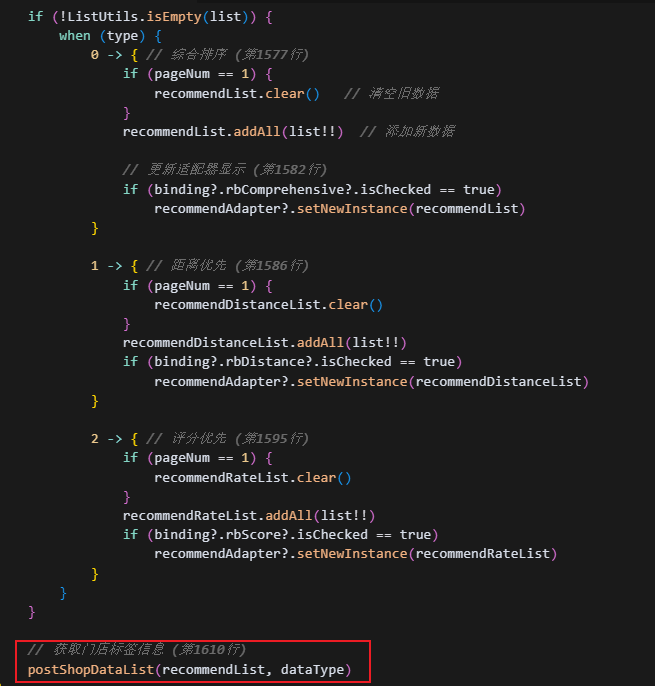 if (!ListUtils.isEmpty(list)) {
when (type) {
0 -> { // 综合排序 (第1577行)
if (pageNum == 1) {
recommendList.clear() // 清空旧数据
}
recommendList.addAll(list!!) // 添加新数据
// 更新适配器显示 (第1582行)
if (binding?.rbComprehensive?.isChecked == true)
recommendAdapter?.setNewInstance(recommendList)
}
1 -> { // 距离优先 (第1586行)
if (pageNum == 1) {
recommendDistanceList.clear()
}
recommendDistanceList.addAll(list!!)
if (binding?.rbDistance?.isChecked == true)
recommendAdapter?.setNewInstance(recommendDistanceList)
}
2 -> { // 评分优先 (第1595行)
if (pageNum == 1) {
recommendRateList.clear()
}
recommendRateList.addAll(list!!)
if (binding?.rbScore?.isChecked == true)
recommendAdapter?.setNewInstance(recommendRateList)
}
}
}
// 获取门店标签信息 (第1610行)
postShopDataList(recommendList, dataType)